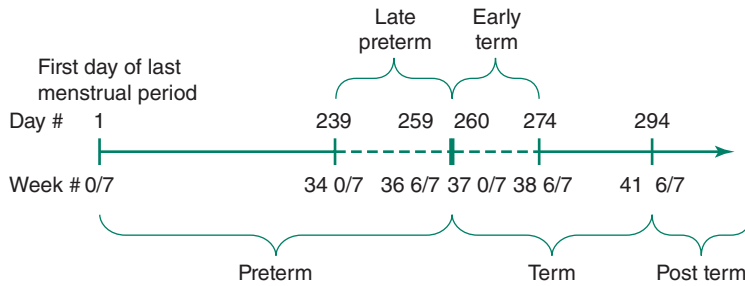 Late
preterm
Early
term
First day of last
menstrual period
Day # 1 239 259 260 274 294
Week # 0/7 34 0/7 36 6/7 37 0/7 38 6/7 41 6/7
Preterm Term Post term